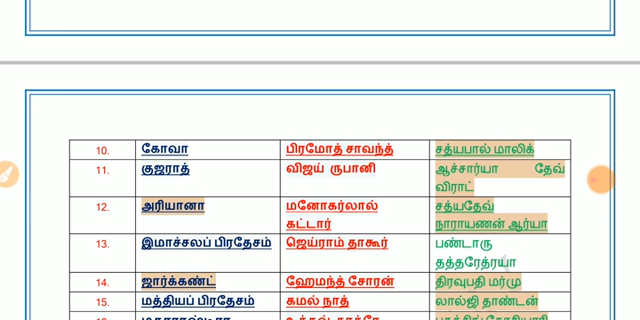 10. கோவா பிரமோத் சாவந்த் சத்யபால் மாலிக்
11. குஜராத் விஜய் ருபானி ஆச்சார்யா தேவ்
விராட்
12. அரியானா மனோகர்லால் சத்யதேவ்
கட்டார் நாராயணன் ஆர்யா
13. இமாச்சலப் பிரதேசம் ஜெய்ராம் தாகூர் பண்டாரு
தத்தரேத்ரயா
14. ஜார்க்கண்ட் ஹேமந்த் சோரன் திரவுபதி மர்மு
15. மத்தியப் பிரதேசம் கமல் நாத் லால்ஜி தாண்டன்